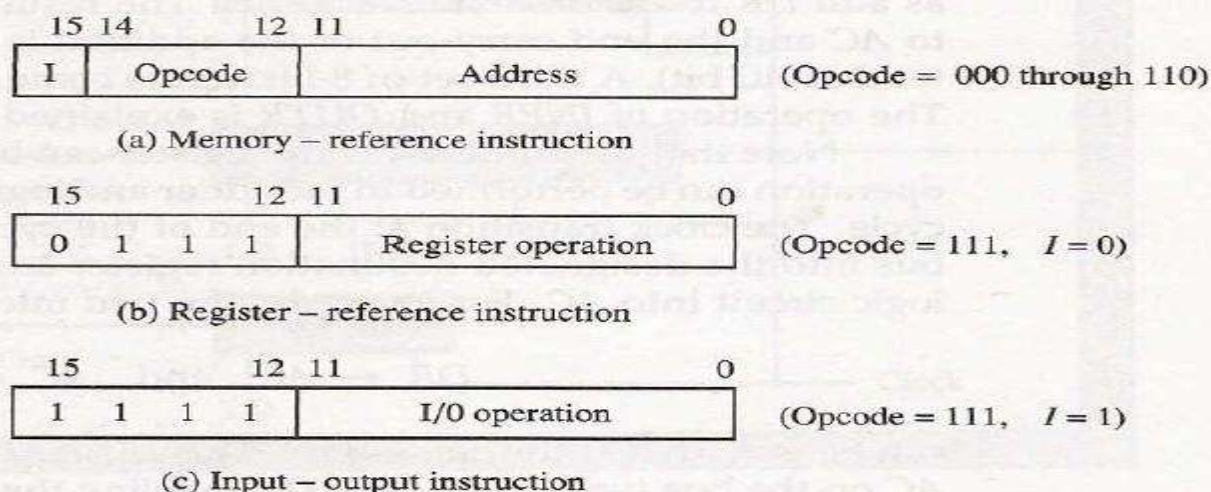 15 14 12 11 0
I Opcode Address (Opcode = 000 through 110)
(a) Memory – reference instruction
15 12 11 0
0 1 1 1 Register operation (Opcode = 111, I = 0)
(b) Register – reference instruction
15 12 11 0
1 1 1 1 I/0 operation (Opcode = 111, I = 1)
(c) Input – output instruction